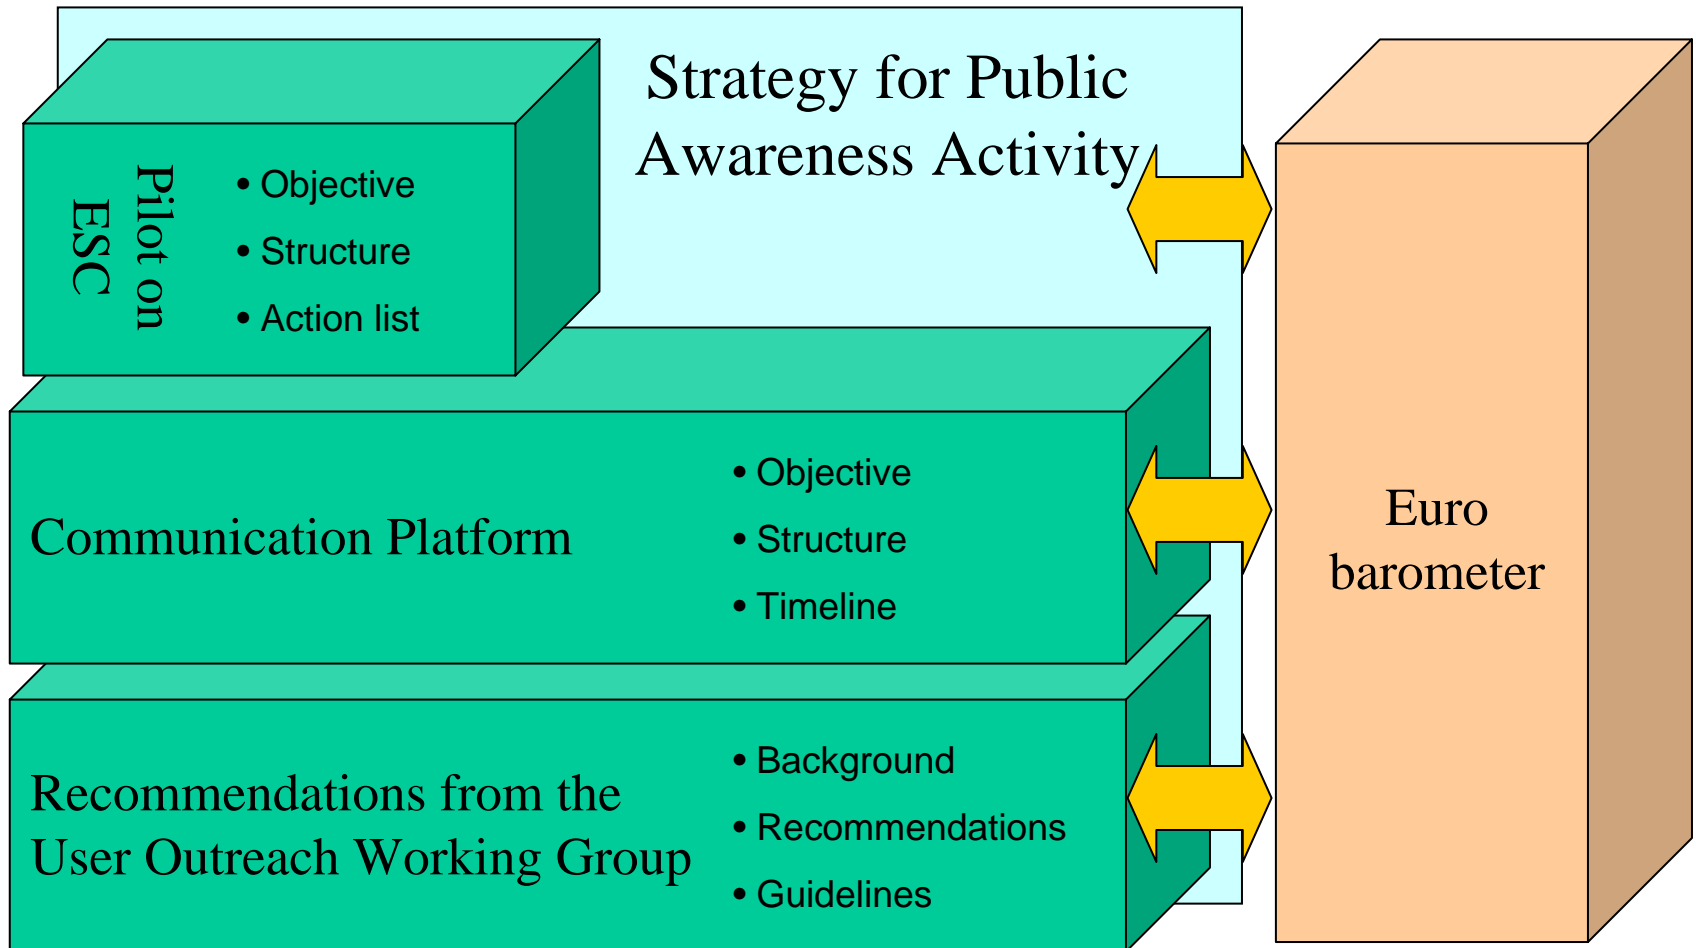 Strategy for Public
Awareness Activity
Pilot on
ESC
• Objective
• Structure
• Action list
Communication Platform
• Objective
• Structure
• Timeline
Recommendations from the
User Outreach Working Group
• Background
• Recommendations
• Guidelines
Euro
barometer